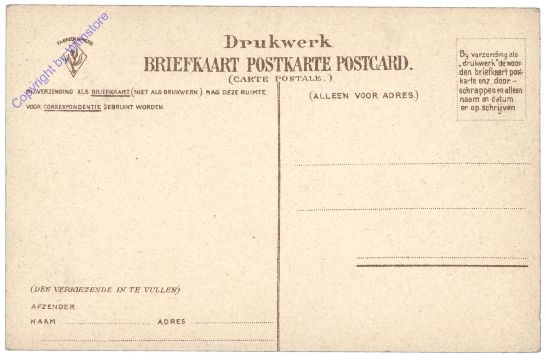 Drukwerk
BRIEFKAART POSTKARTE POSTCARD.
(CARTE POSTALE.)
FABRIEKSMERK
Copyright by Wimstore
BIJ VERZENDING ALS BRIEFKAART (NIET ALS DRUKWERK) MAG DEZE RUIMTE
VOOR CORRESPONDENTIE GEBRUIKT WORDEN
(ALLEEN VOOR ADRES.)
Bij verzending als
„drukwerk" de woor
den briefkaart post-
karte enz. door-
schrappen en alleen
naam en datum
er op schrijven
(DES VERKIEZENDE IN TE VULLEN)
AFZENDER
NAAM ADRES